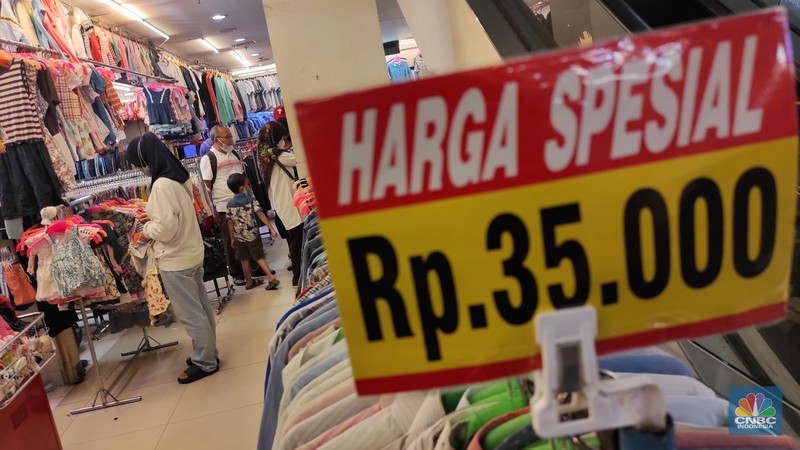 HARGA SPESIAL
Rp.35.000
CNBC
INDONESIA